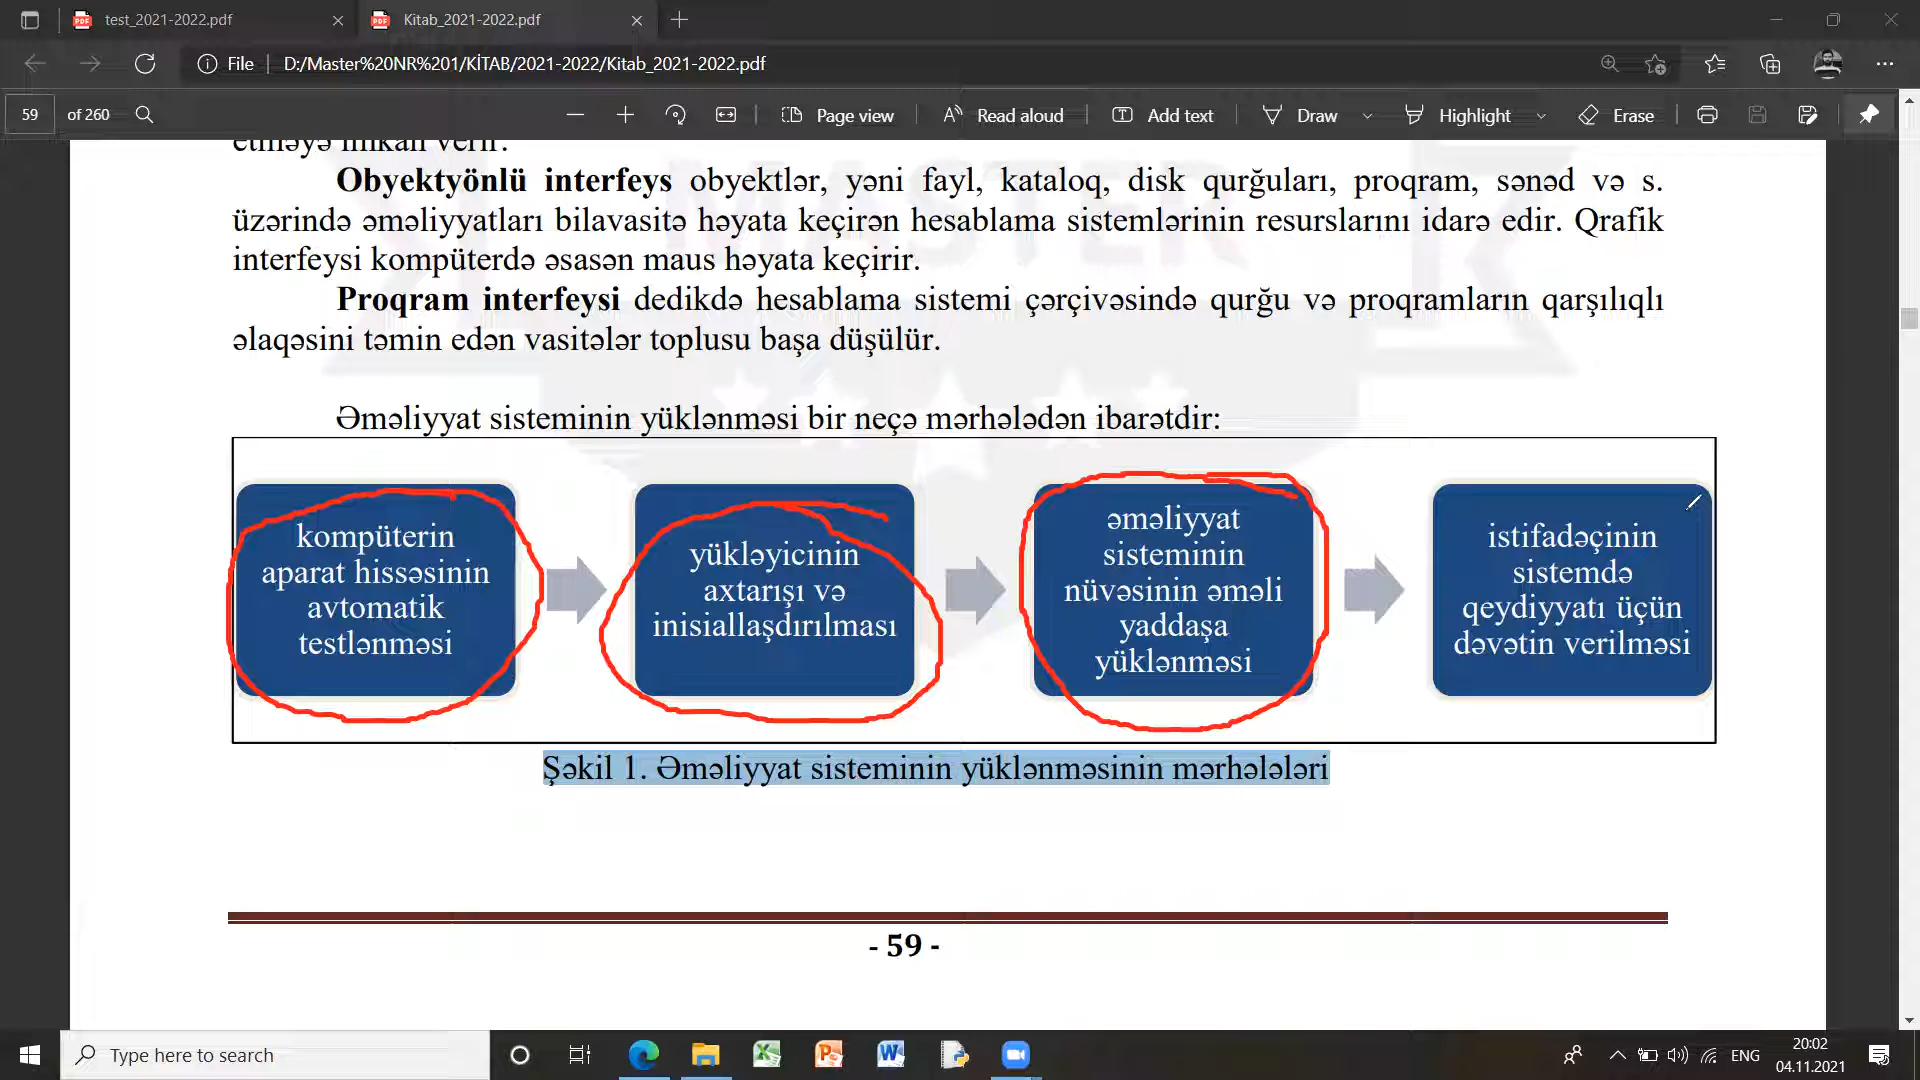 test_2021-2022.pdf
Kitab_2021-2022.pdf
File
D:/Master%20NR%201/KİTAB/2021-2022/Kitab_2021-2022.pdf
59 of 260
Page view
Read aloud
Add text
Draw
Highlight
Erase
etməyə imkan verir.
Obyektyönlü interfeys obyektlər, yəni fayl, kataloq, disk qurğuları, proqram, sənəd və s.
üzərində əməliyyatları bilavasitə həyata keçirən hesablama sistemlərinin resurslarını idarə edir. Qrafik
interfeysi kompüterdə əsasən maus həyata keçirir.
Proqram interfeysi dedikdə hesablama sistemi çərçivəsində qurğu və proqramların qarşılıqlı
əlaqəsini təmin edən vasitələr toplusu başa düşülür.
MASTER
Əməliyyat sisteminin yüklənməsi bir neçə mərhələdən ibarətdir:
kompüterin
aparat hissəsinin
avtomatik
testlənməsi
yükləyicinin
axtarışı və
inisiallaşdırılması
əməliyyat
sisteminin
nüvəsinin əməli
yaddaşa
yüklənməsi
istifadəçinin
sistemdə
qeydiyyatı üçün
dəvətin verilməsi
Şəkil 1. Əməliyyat sisteminin yüklənməsinin mərhələləri
- 59 -
Type here to search
ENG
20:02
04.11.2021